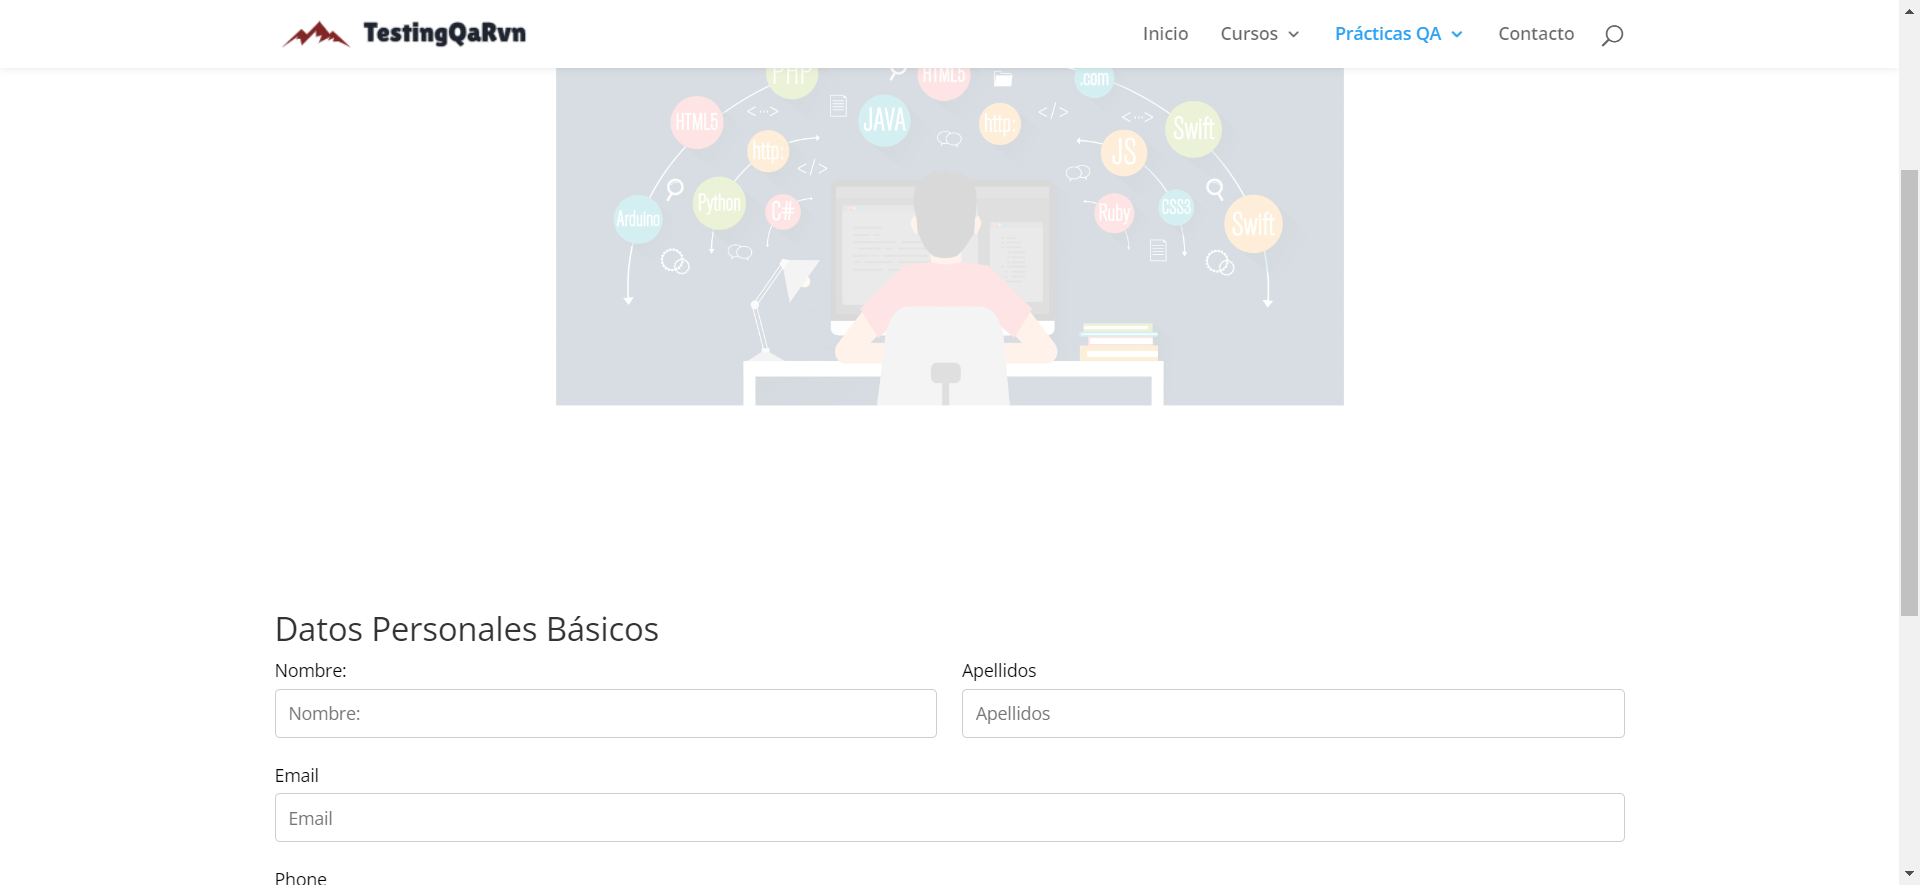 TestingQaRvn
Inicio
Cursos
Prácticas QA
Contacto
PHP
HTML5
.com
HTML5
JAVA
http:
Swift
http:
JS
Python
C#
Arduino
Ruby
CSS3
Swift
Datos Personales Básicos
Nombre:
Apellidos
Nombre:
Apellidos
Email
Email
Phone